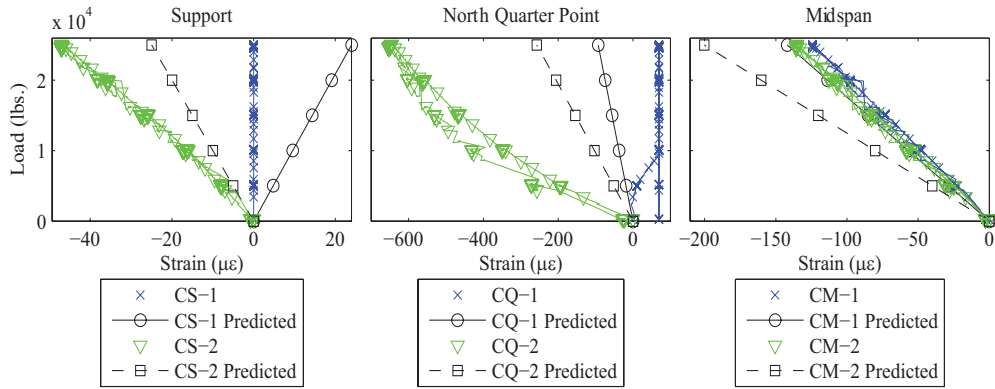 Support North Quarter Point Midspan
x 10⁴
Load (lbs.)
2
1
0
−40 −20 0 20
−600 −400 −200 0
−200 −150 −100 −50 0
Strain (με) Strain (με) Strain (με)
CS−1
CS−1 Predicted
CS−2
CS−2 Predicted
CQ−1
CQ−1 Predicted
CQ−2
CQ−2 Predicted
CM−1
CM−1 Predicted
CM−2
CM−2 Predicted